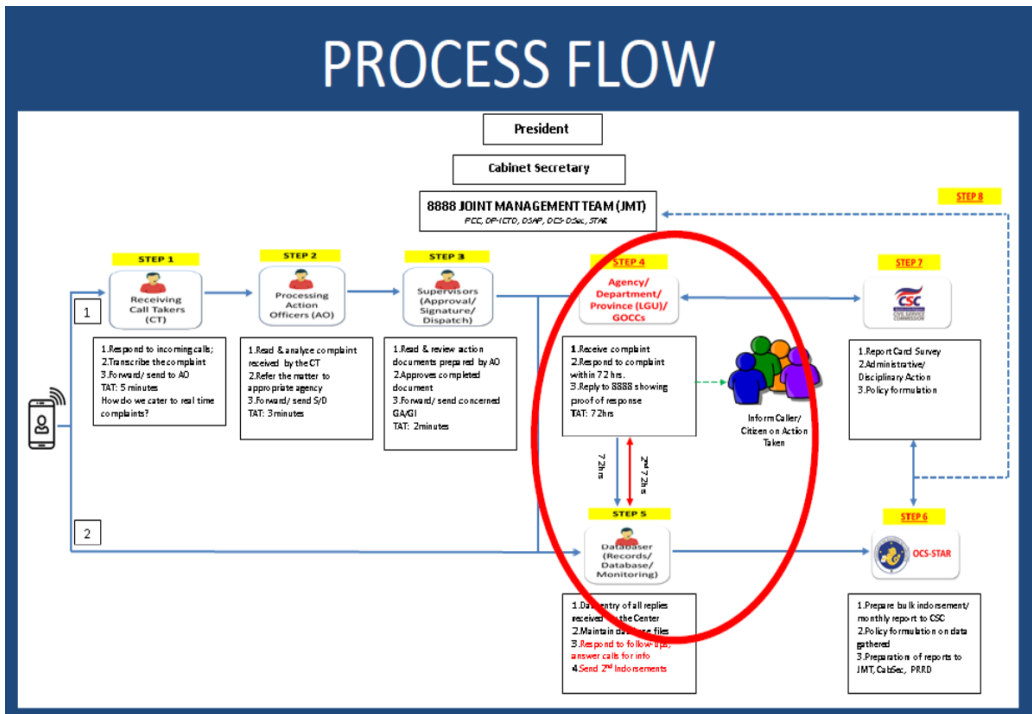 PROCESS FLOW
President
Cabinet Secretary
8888 JOINT MANAGEMENT TEAM (JMT)
PCC, OP-ICTO, DSAP, OCS-DSec, STAR
STEP 8
STEP 1
1
Receiving
Call Takers
(CT)
1.Respond to incoming calls;
2.Transcribe the complaint
3.Forward/ send to AO
TAT: 5 minutes
How do we cater to real time
complaints?
STEP 2
Processing
Action
Officers (AO)
1.Read & analyze complaint
received by the CT
2.Refer the matter to
appropriate agency
3.Forward/ send S/D
TAT: 3minutes
STEP 3
Supervisors
(Approval/
Signature/
Dispatch)
1.Read & review action
documents prepared by AO
2.Approves completed
document
3.Forward/ send concerned
GA/GI
TAT: 2minutes
STEP 4
Agency/
Department/
Province (LGU)/
GOCCs
1.Receive complaint
2.Respond to complaint
within 72 hrs.
3.Reply to 8888 showing
proof of response
TAT: 72hrs
Inform Caller/
Citizen on Action
Taken
STEP 7
CSC
CIVIL SERVICE
COMMISSION
1.Report Card Survey
2.Administrative/
Disciplinary Action
3.Policy formulation
72hrs
2nd 72hrs
2
STEP 5
Databaser
(Records/
Database/
Monitoring)
1.Data entry of all replies
received by the Center
2.Maintain database files
3.Respond to follow-ups,
answer calls for info
4.Send 2nd Indorsements
STEP 6
OCS-STAR
1.Prepare bulk indorsement/
monthly report to CSC
2.Policy formulation on data
gathered
3.Preparation of reports to
JMT, CabSec, PRRD